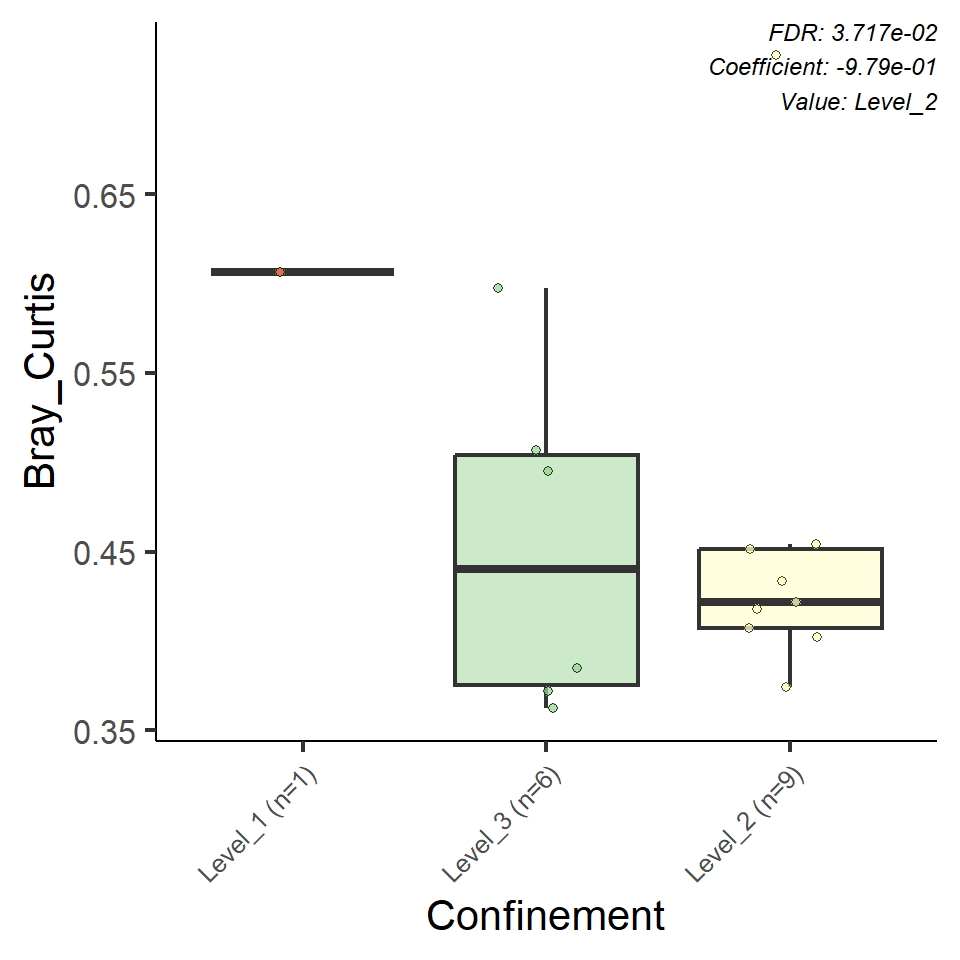 FDR: 3.717e-02
Coefficient: -9.79e-01
Value: Level_2
Bray_Curtis
0.65
0.55
0.45
0.35
Level_1 (n=1)
Level_3 (n=6)
Level_2 (n=9)
Confinement